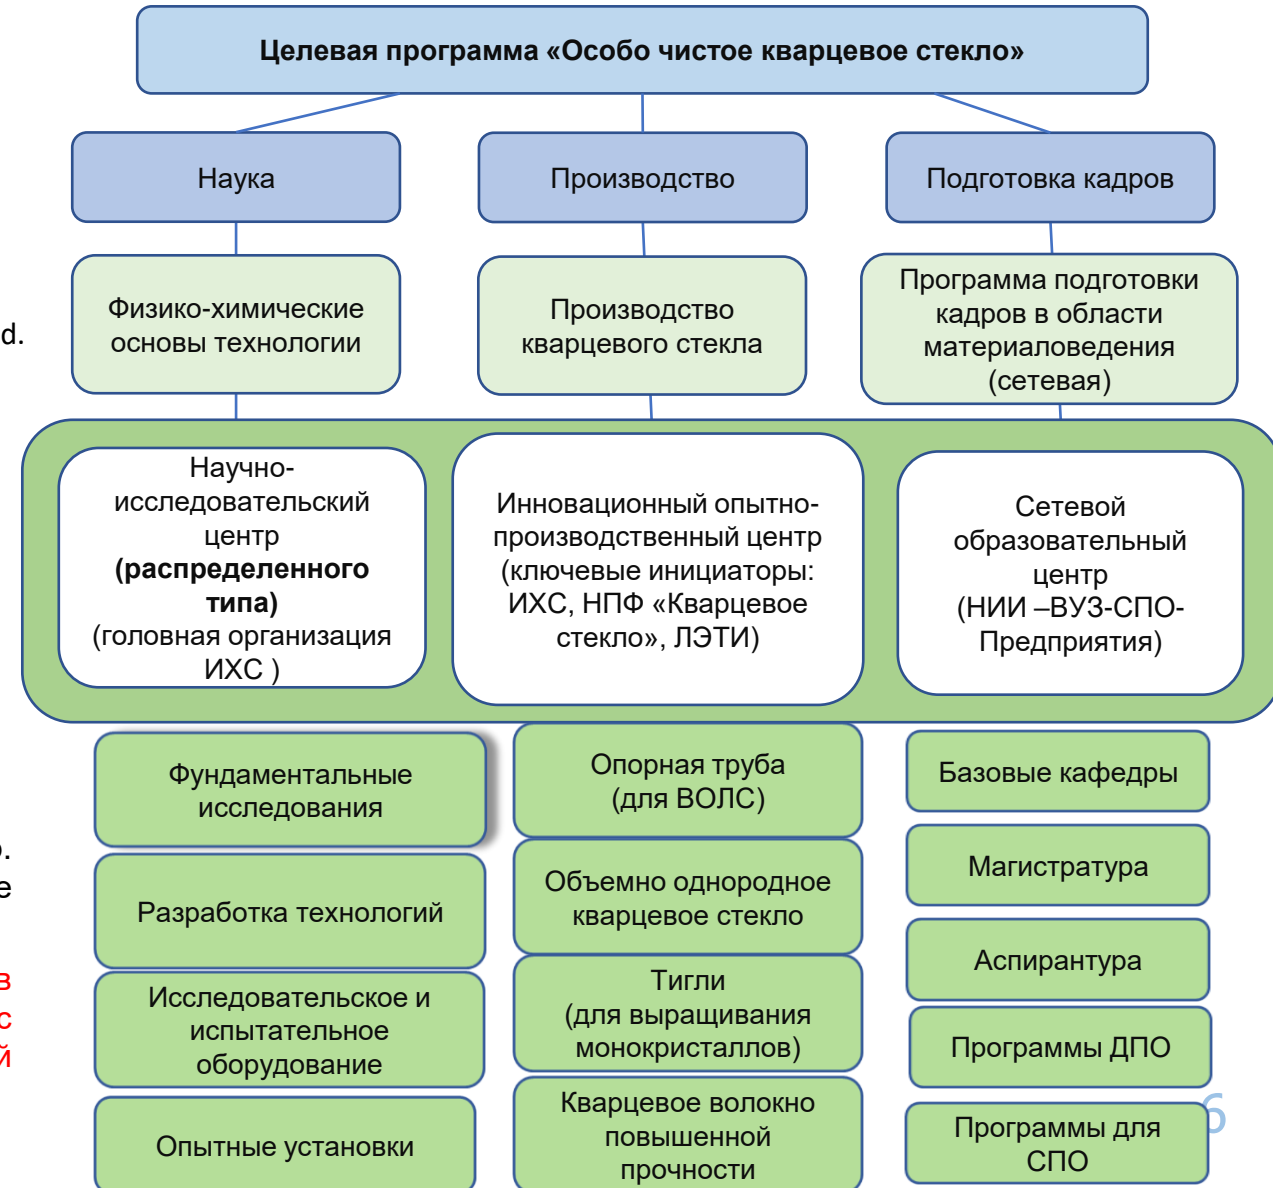 Целевая программа «Особо чистое кварцевое стекло»
Наука
Производство
Подготовка кадров
Физико-химические
основы технологии
Производство
кварцевого стекла
Программа подготовки
кадров в области
материаловедения
(сетевая)
d.
Научно-
исследовательский
центр
(распределенного
типа)
(головная организация
ИХС )
Инновационный опытно-
производственный центр
(ключевые инициаторы:
ИХС, НПФ «Кварцевое
стекло», ЛЭТИ)
Сетевой
образовательный
центр
(НИИ –ВУЗ-СПО-
Предприятия)
Фундаментальные
исследования
Разработка технологий
Исследовательское и
испытательное
оборудование
Опытные установки
Опорная труба
(для ВОЛС)
Объемно однородное
кварцевое стекло
Тигли
(для выращивания
монокристаллов)
Кварцевое волокно
повышенной
прочности
Базовые кафедры
Магистратура
Аспирантура
Программы ДПО
Программы для
СПО
е
в
с
й
6